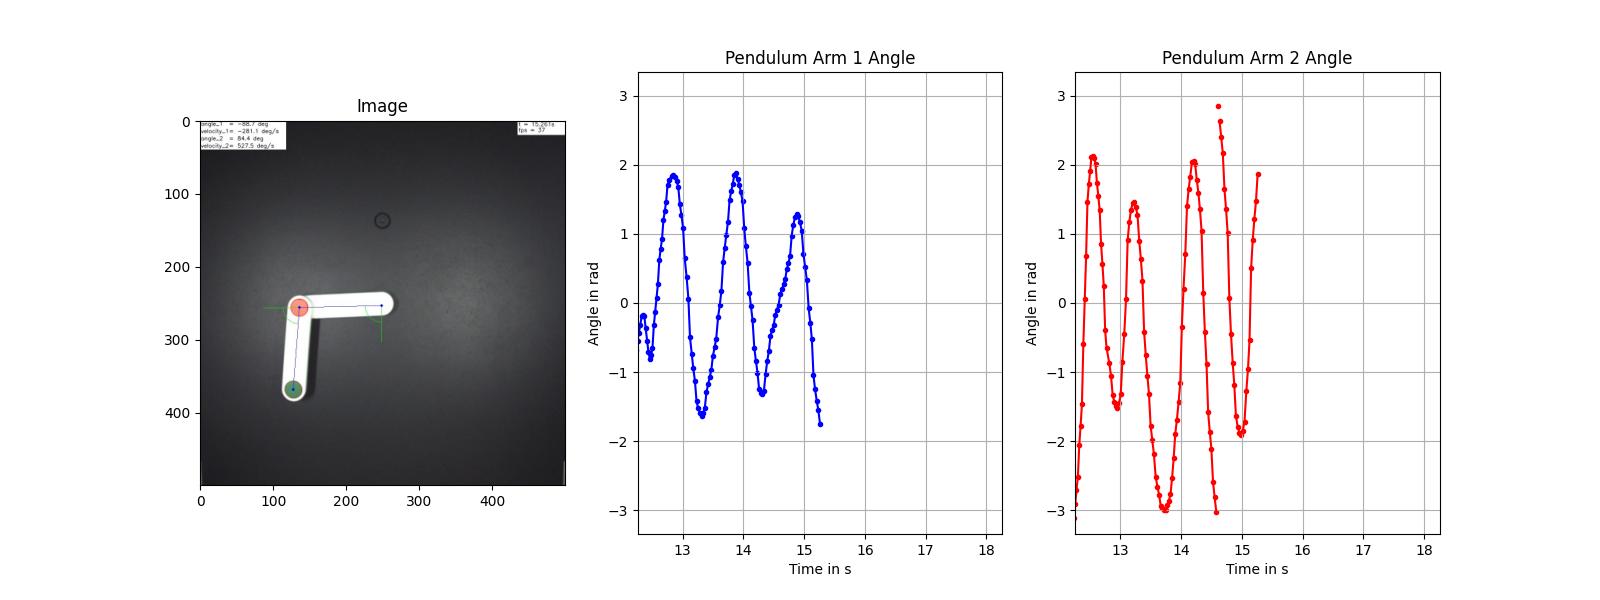 Image
angle_1 = -88.7 deg
velocity_1= -281.1 deg/s
angle_2 = 84.4 deg
velocity_2= 527.5 deg/s
t = 15.261s
fps = 37
0
100
200
300
400
0 100 200 300 400
Pendulum Arm 1 Angle
Angle in rad
3
2
1
0
−1
−2
−3
13 14 15 16 17 18
Time in s
Pendulum Arm 2 Angle
Angle in rad
3
2
1
0
−1
−2
−3
13 14 15 16 17 18
Time in s